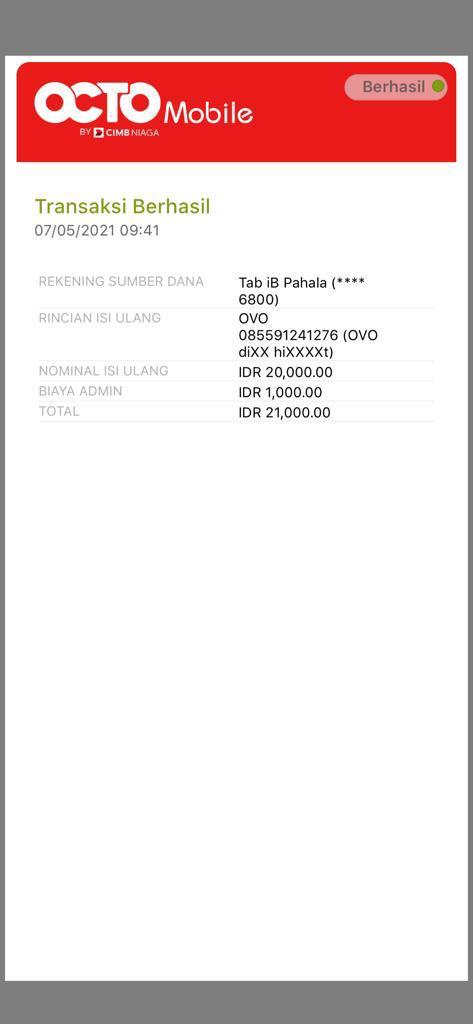 OCTO Mobile
BY CIMB NIAGA
Berhasil
Transaksi Berhasil
07/05/2021 09:41
REKENING SUMBER DANA Tab iB Pahala (****
6800)
RINCIAN ISI ULANG OVO
085591241276 (OVO
diXX hiXXXXt)
NOMINAL ISI ULANG IDR 20,000.00
BIAYA ADMIN IDR 1,000.00
TOTAL IDR 21,000.00